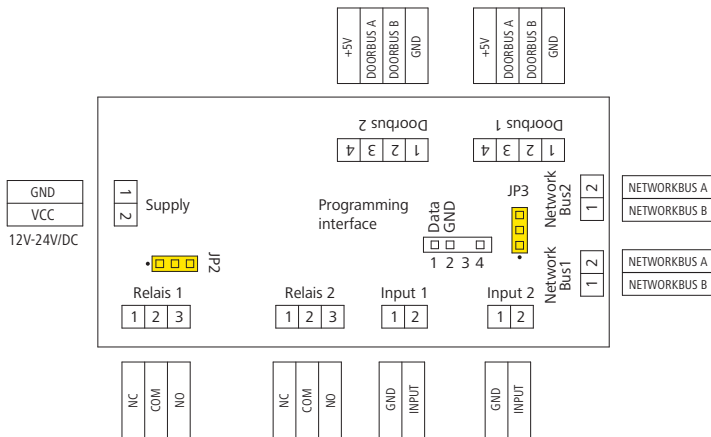 +5V
DOORBUS A
DOORBUS B
GND
+5V
DOORBUS A
DOORBUS B
GND
Doorbus 2
4 3 2 1
Doorbus 1
4 3 2 1
GND
VCC
12V-24V/DC
1
2
Supply
Programming
interface
Data
GND
1 2 3 4
JP3
Network
Bus2
2
1
NETWORKBUS A
NETWORKBUS B
Network
Bus1
2
1
NETWORKBUS A
NETWORKBUS B
JP2
Relais 1
1 2 3
Relais 2
1 2 3
Input 1
1 2
Input 2
1 2
NC
COM
NO
NC
COM
NO
GND
INPUT
GND
INPUT